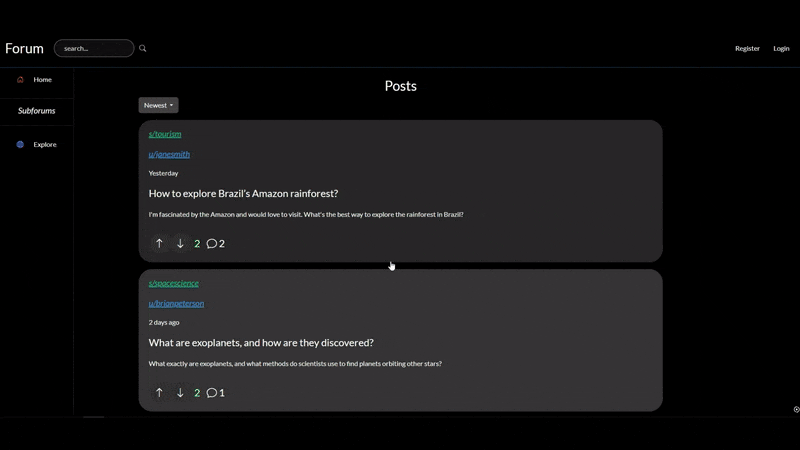 Forum
search...
Register
Login
Home
Subforums
Explore
Posts
Newest
s/tourism
u/janesmith
Yesterday
How to explore Brazil's Amazon rainforest?
I'm fascinated by the Amazon and would love to visit. What's the best way to explore the rainforest in Brazil?
2
2
s/spacescience
u/brianpeterson
2 days ago
What are exoplanets, and how are they discovered?
What exactly are exoplanets, and what methods do scientists use to find planets orbiting other stars?
2
1